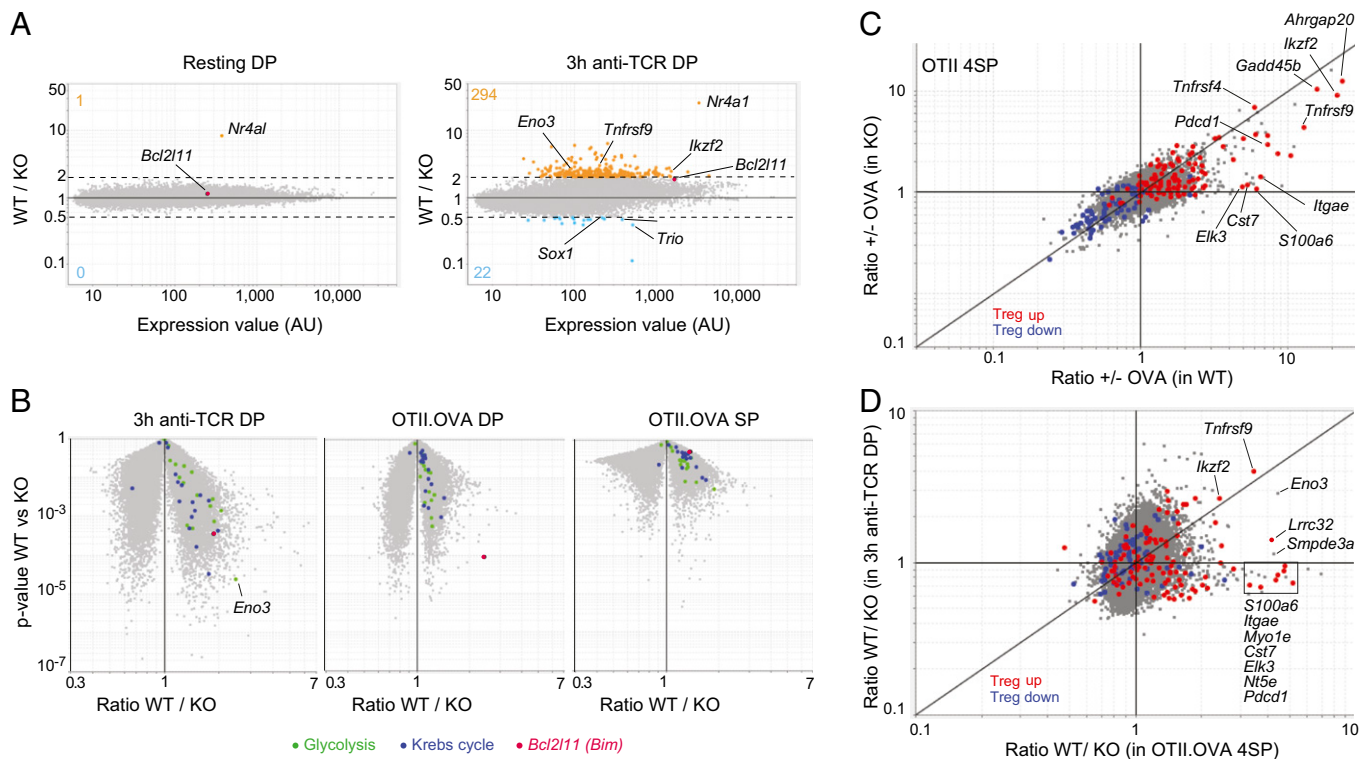 A
Resting DP
50
10
2
1
0.5
0.1
1
Nr4al
Bcl2l11
0
10
100
1,000
10,000
WT / KO
Expression value (AU)
3h anti-TCR DP
50
10
2
1
0.5
0.1
294
Nr4a1
Eno3
Tnfrsf9
Ikzf2
Bcl2l11
Sox1
Trio
22
10
100
1,000
10,000
WT / KO
Expression value (AU)
B
3h anti-TCR DP
OTII.OVA DP
OTII.OVA SP
p-value WT vs KO
1
10-3
10-5
10-7
Eno3
0.3
1
7
0.3
1
7
0.3
1
7
Ratio WT / KO
Ratio WT / KO
Ratio WT / KO
Glycolysis
Krebs cycle
Bcl2l11 (Bim)
C
OTII 4SP
Ahrgap20
Ikzf2
Gadd45b
Tnfrsf4
Tnfrsf9
Pdcd1
Itgae
Cst7
Elk3
S100a6
Treg up
Treg down
10
1
0.1
0.1
1
10
Ratio +/- OVA (in KO)
Ratio +/- OVA (in WT)
D
10
1
0.1
Tnfrsf9
Ikzf2
Eno3
Lrrc32
Smpde3a
S100a6
Itgae
Myo1e
Cst7
Elk3
Nt5e
Pdcd1
Treg up
Treg down
0.1
1
10
Ratio WT/ KO (in 3h anti-TCR DP)
Ratio WT/ KO (in OTII.OVA 4SP)